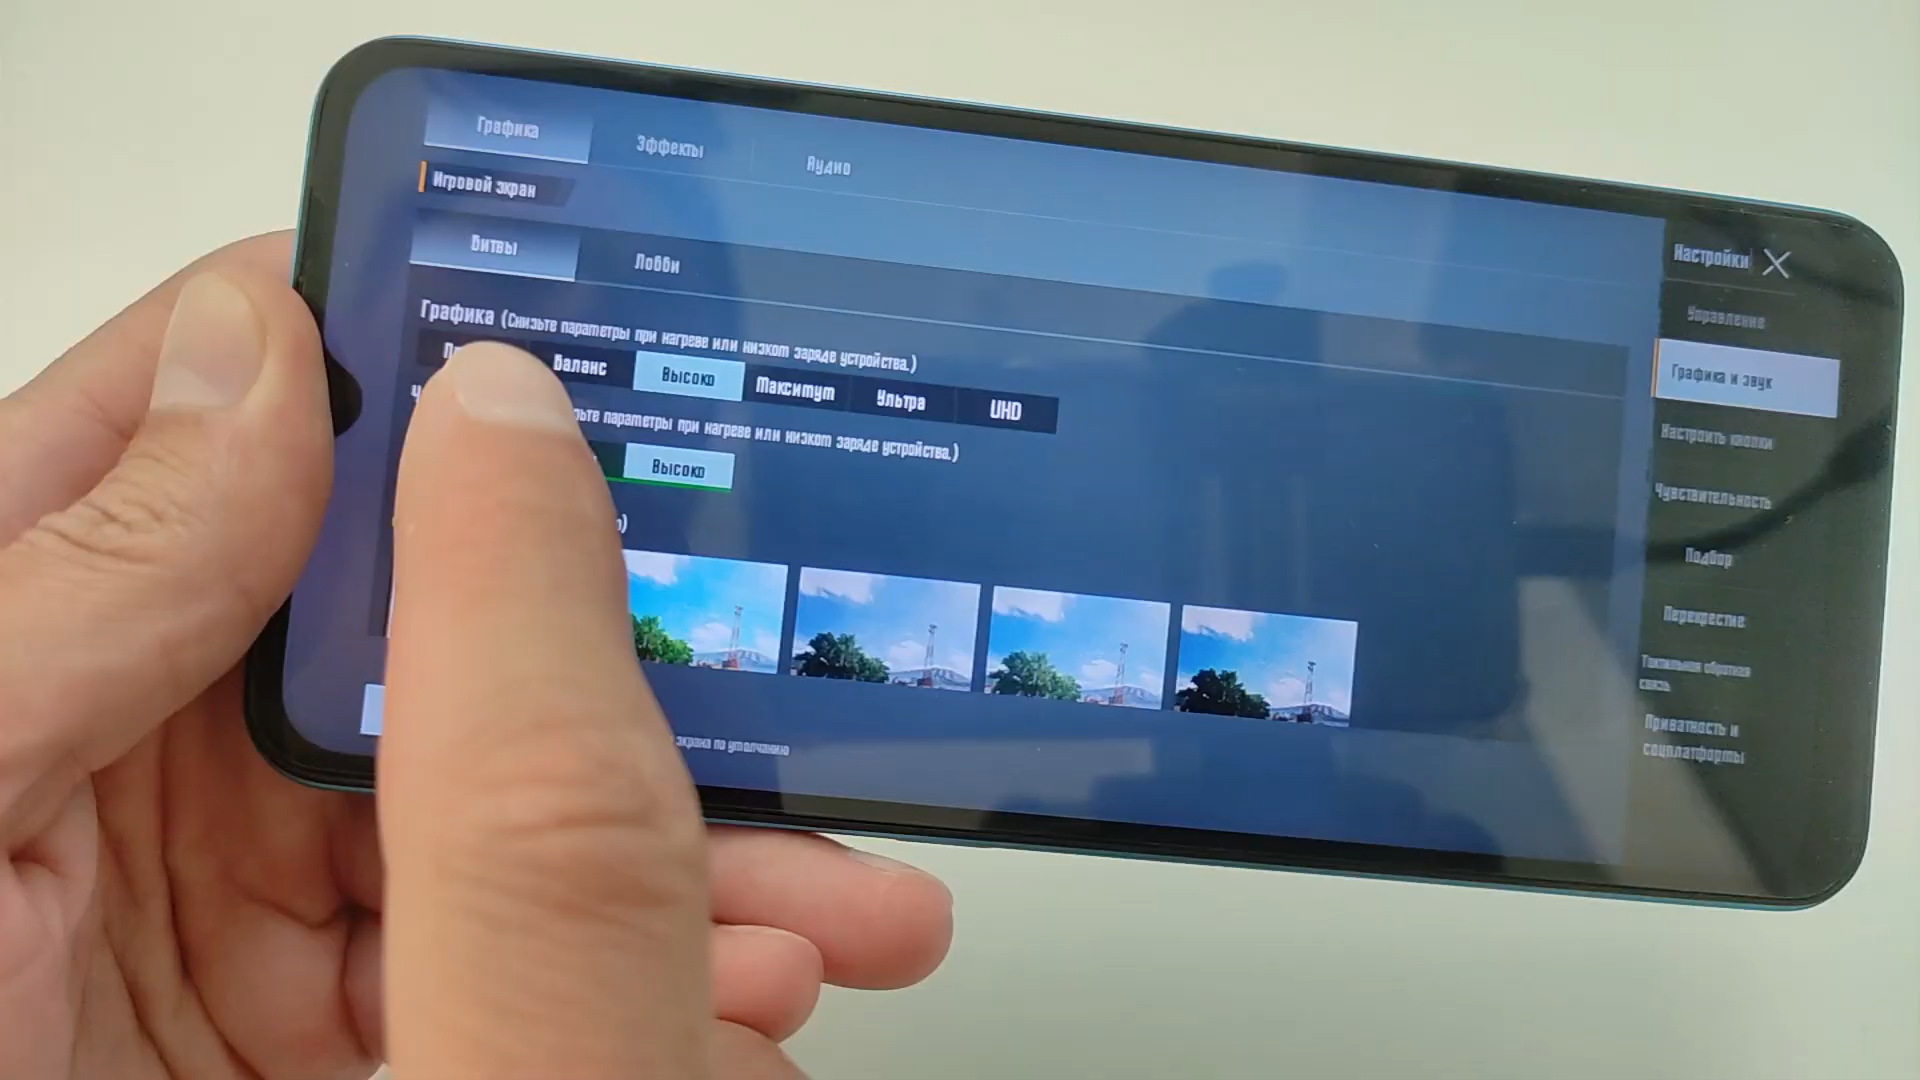 Графика Эффекты Аудио
Игровой экран
Битвы Лобби
Графика (Снизьте параметры при нагреве или низком заряде устройства.)
Баланс Высоко Максимум Ультра UHD
параметры при нагреве или низком заряде устройства.)
Высоко
экрана по умолчанию
Настройки
Управление
Графика и звук
Настроить кнопки
Чувствительность
Подбор
Перекрестие
Тактильная обратная
связь
Приватность и
соцплатформы